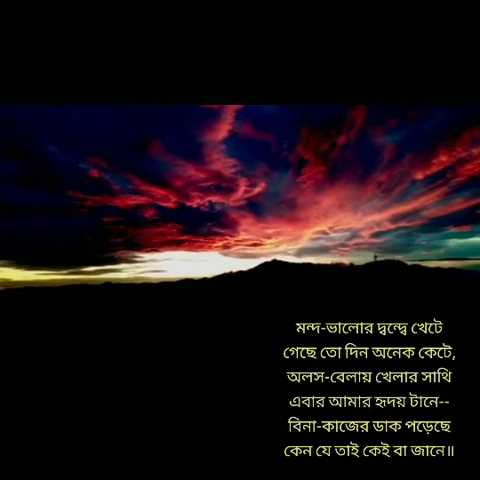 মন্দ-ভালোর দ্বন্দ্বে খেটে
গেছে তো দিন অনেক কেটে,
অলস-বেলায় খেলার সাথি
এবার আমার হৃদয় টানে--
বিনা-কাজের ডাক পড়েছে
কেন যে তাই কেই বা জানে॥